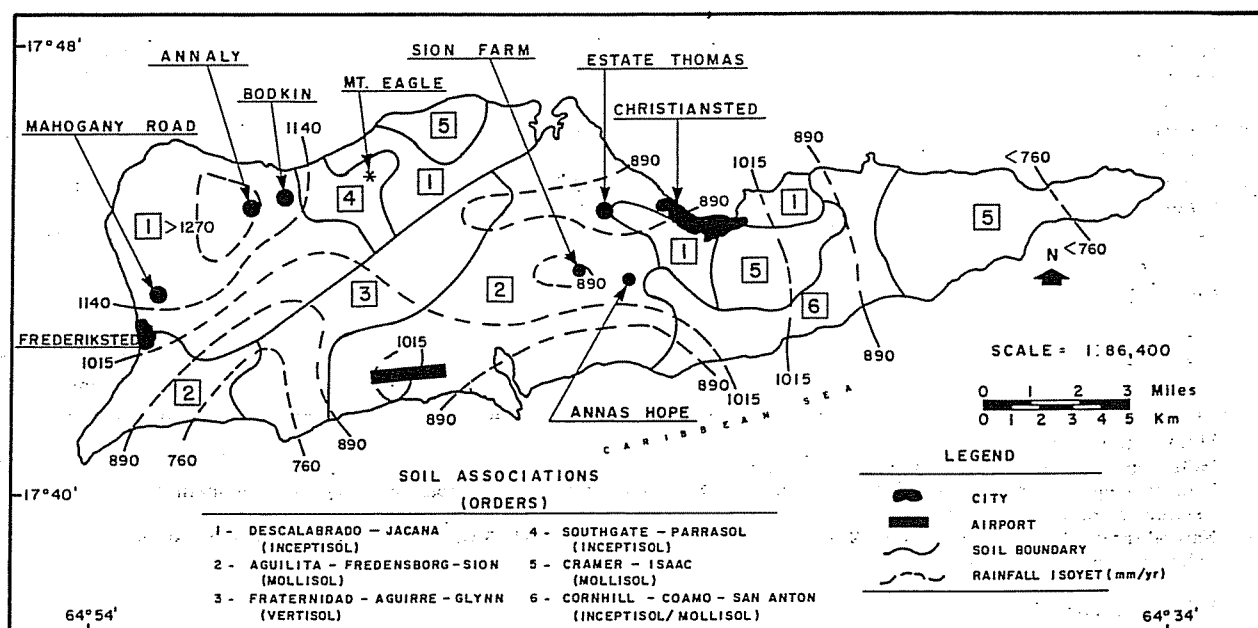 17°48'
ANNALY
SION FARM
ESTATE THOMAS
BODKIN
MT. EAGLE
CHRISTIANSTED
MAHOGANY ROAD
1140
5
<760
890
1015
890
4
1
1
890
5
1 >1270
1
<760
N
5
2
890
6
3
1140
FREDERIKSTED
1015
1015
2
890
1015
1015
890
SCALE = 1:86,400
0 1 2 3 Miles
0 1 2 3 4 5 Km
ANNAS HOPE
CARIBBEAN SEA
890
760
760
890
890
17°40'
SOIL ASSOCIATIONS
(ORDERS)
1- DESCALABRADO - JACANA
(INCEPTISOL)
2 - AGUILITA - FREDENSBORG-SION
(MOLLISOL)
3 - FRATERNIDAD - AGUIRRE - GLYNN
(VERTISOL)
4 - SOUTHGATE - PARRASOL
(INCEPTISOL)
5 - CRAMER - ISAAC
(MOLLISOL)
6 - CORNHILL - COAMO - SAN ANTON
(INCEPTISOL/MOLLISOL)
LEGEND
CITY
AIRPORT
SOIL BOUNDARY
RAINFALL ISOYET (mm/yr)
64°54'
64°34'